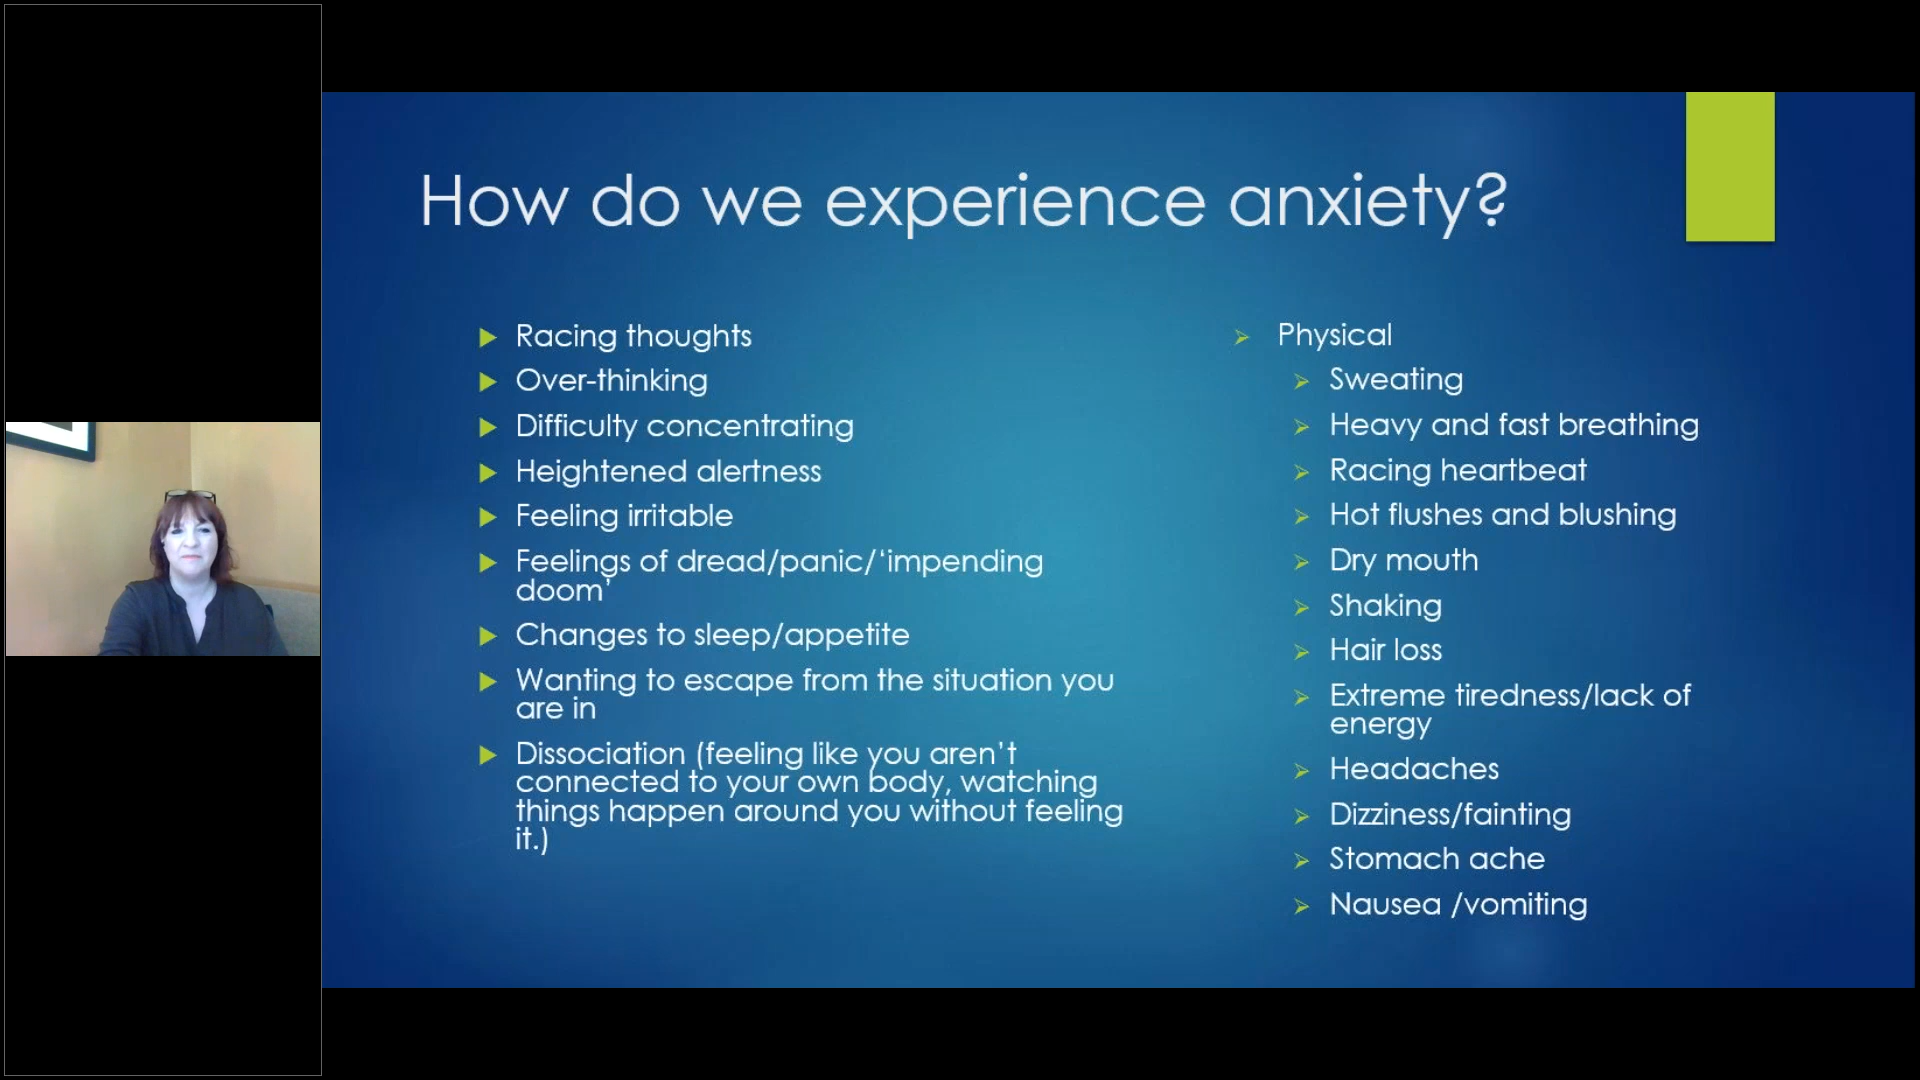 How do we experience anxiety?
Racing thoughts
Over-thinking
Difficulty concentrating
Heightened alertness
Feeling irritable
Feelings of dread/panic/‘impending
doom’
Changes to sleep/appetite
Wanting to escape from the situation you
are in
Dissociation (feeling like you aren’t
connected to your own body, watching
things happen around you without feeling
it.)
Physical
Sweating
Heavy and fast breathing
Racing heartbeat
Hot flushes and blushing
Dry mouth
Shaking
Hair loss
Extreme tiredness/lack of
energy
Headaches
Dizziness/fainting
Stomach ache
Nausea /vomiting